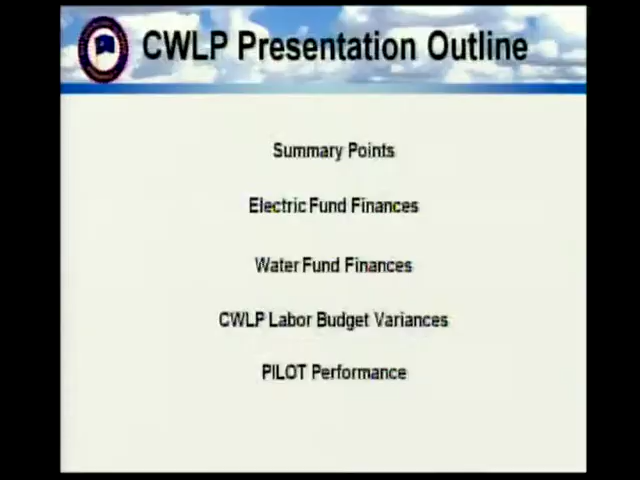 CWLP Presentation Outline
Summary Points
Electric Fund Finances
Water Fund Finances
CWLP Labor Budget Variances
PILOT Performance